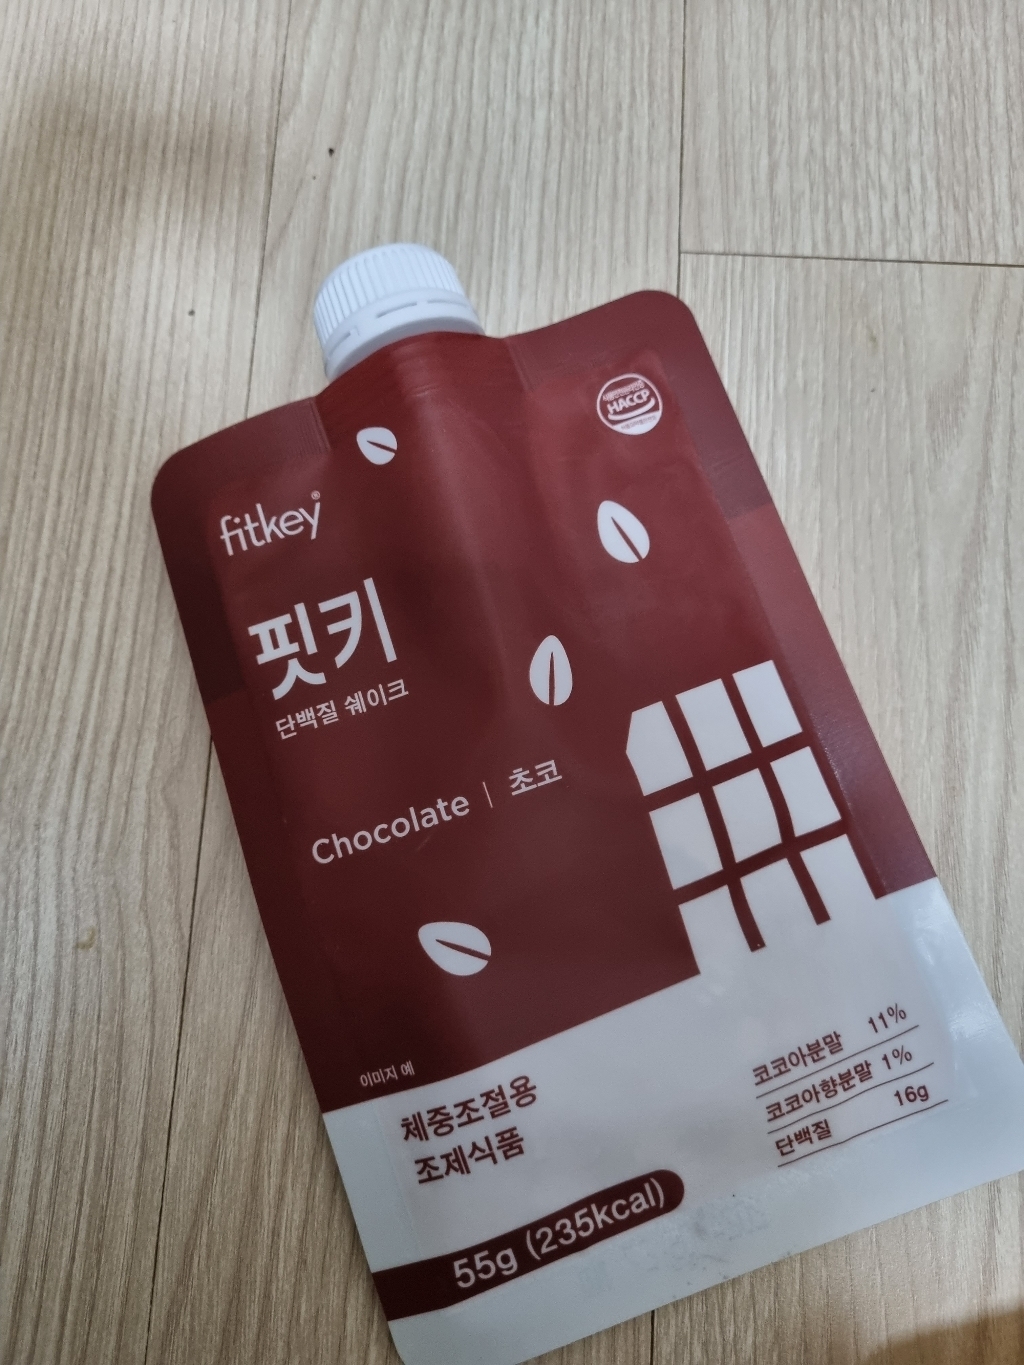 HACCP
fitkey®
핏키
단백질 쉐이크
Chocolate | 초코
이미지 예
체중조절용
조제식품
코코아분말 11%
코코아향분말 1%
단백질 16g
55g (235kcal)